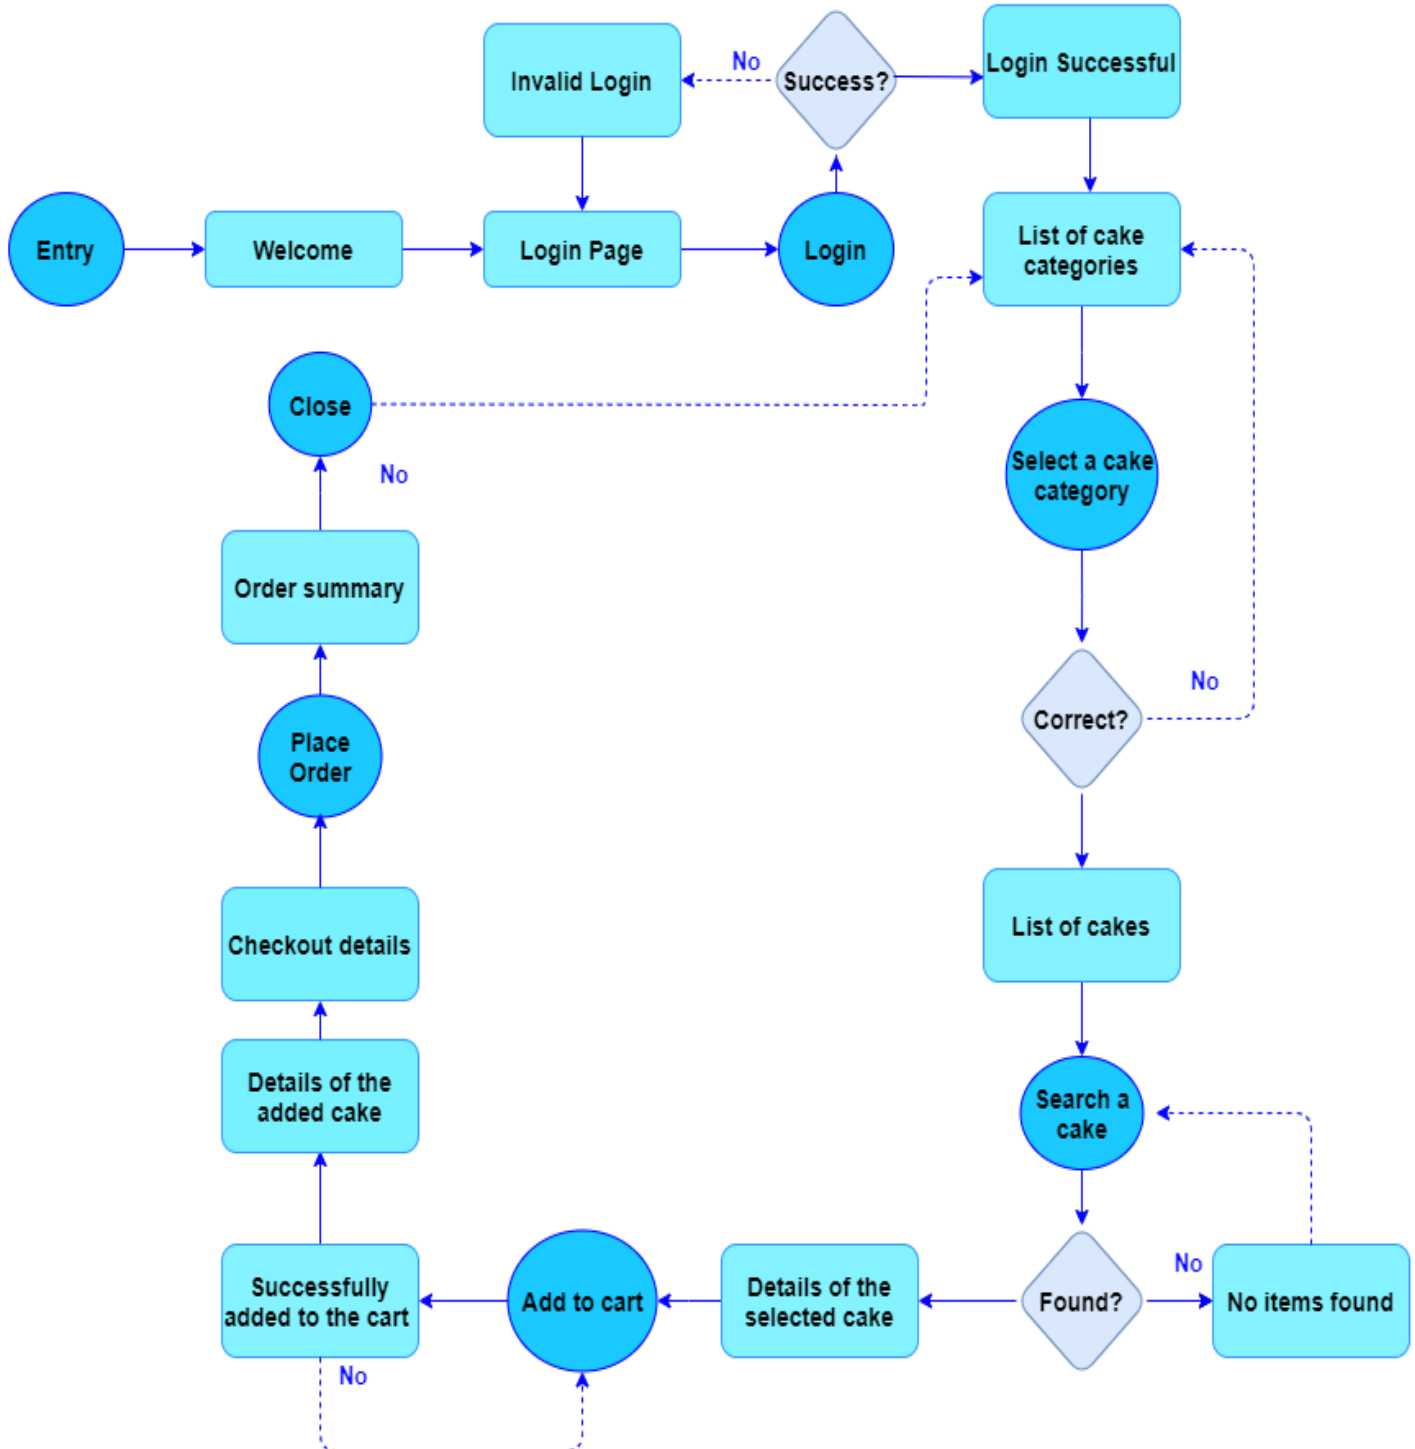 Invalid Login
No
Success?
Login Successful
Entry
Welcome
Login Page
Login
List of cake
categories
Close
No
Select a cake
category
Order summary
No
Correct?
Place
Order
Checkout details
List of cakes
Details of the
added cake
Search a
cake
Successfully
added to the cart
Add to cart
Details of the
selected cake
Found?
No
No items found
No